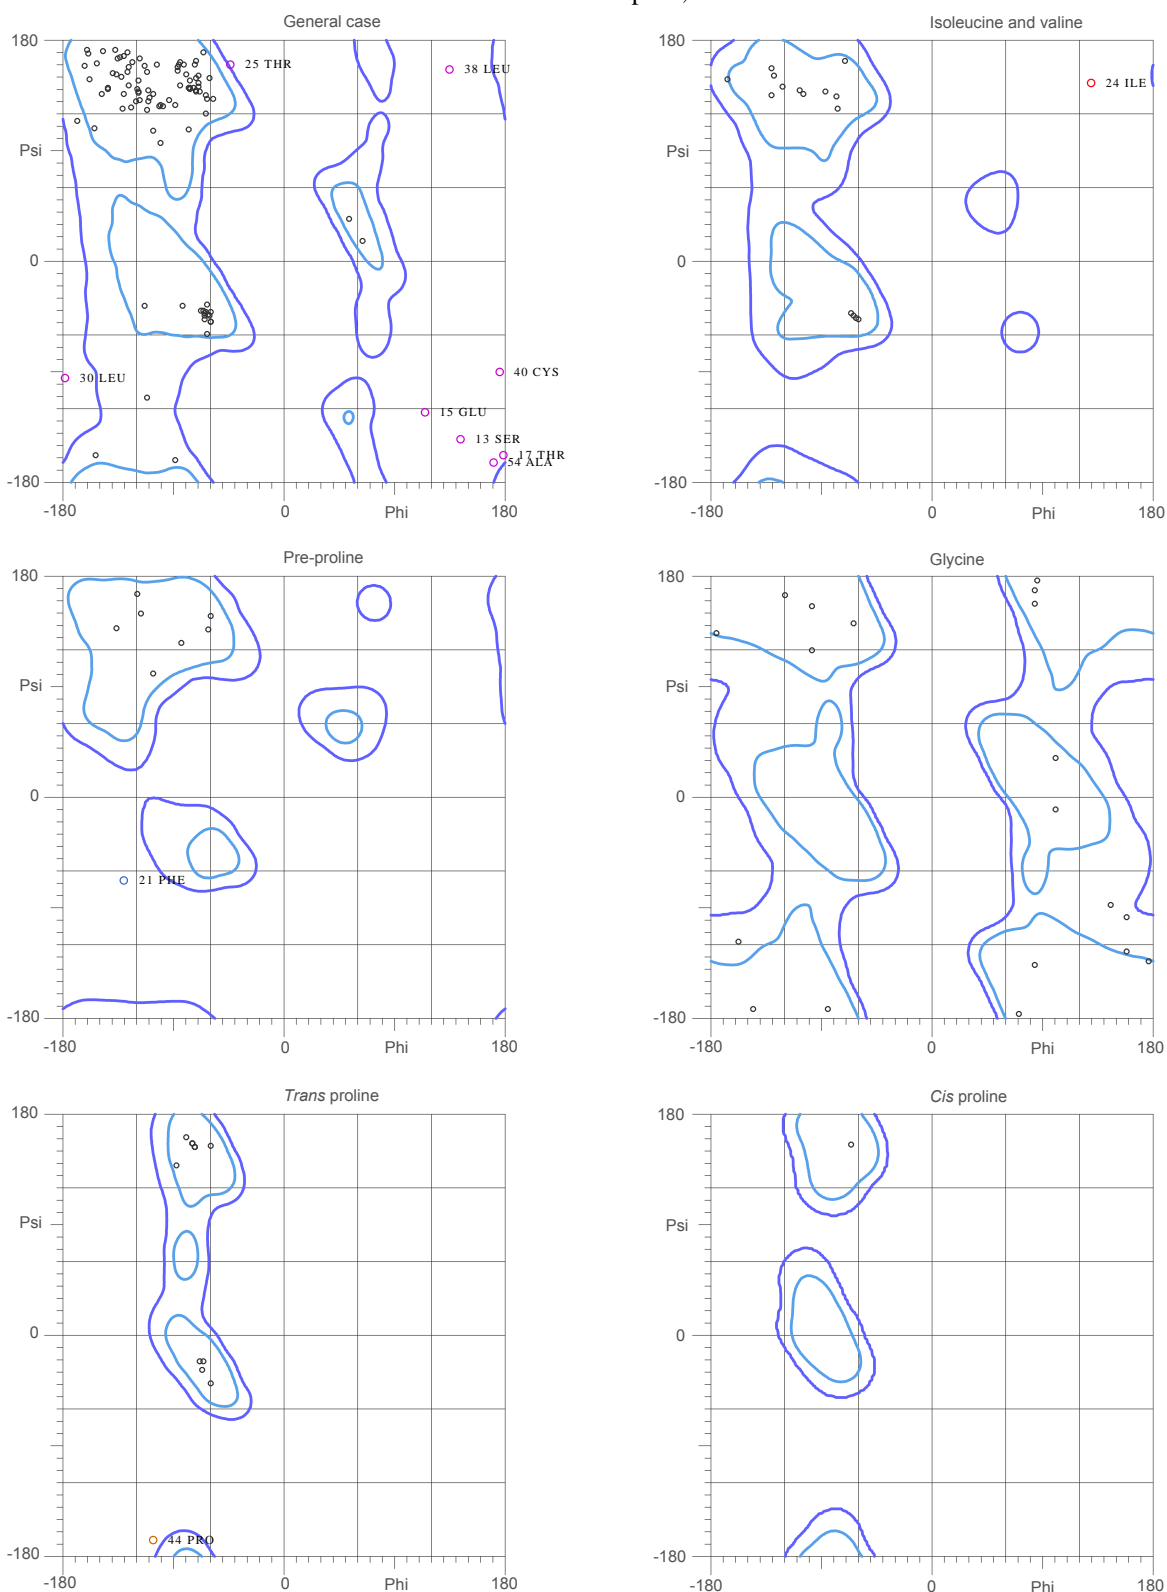 General case
180
Psi
0
-180
-180
0
Phi
180
25 THR
38 LEU
30 LEU
40 CYS
15 GLU
13 SER
17 THR
54 ALA
Isoleucine and valine
180
Psi
0
-180
-180
0
Phi
180
24 ILE
Pre-proline
180
Psi
0
-180
-180
0
Phi
180
21 PHE
Glycine
180
Psi
0
-180
-180
0
Phi
180
Trans proline
180
Psi
0
-180
-180
0
Phi
180
44 PRO
Cis proline
180
Psi
0
-180
-180
0
Phi
180